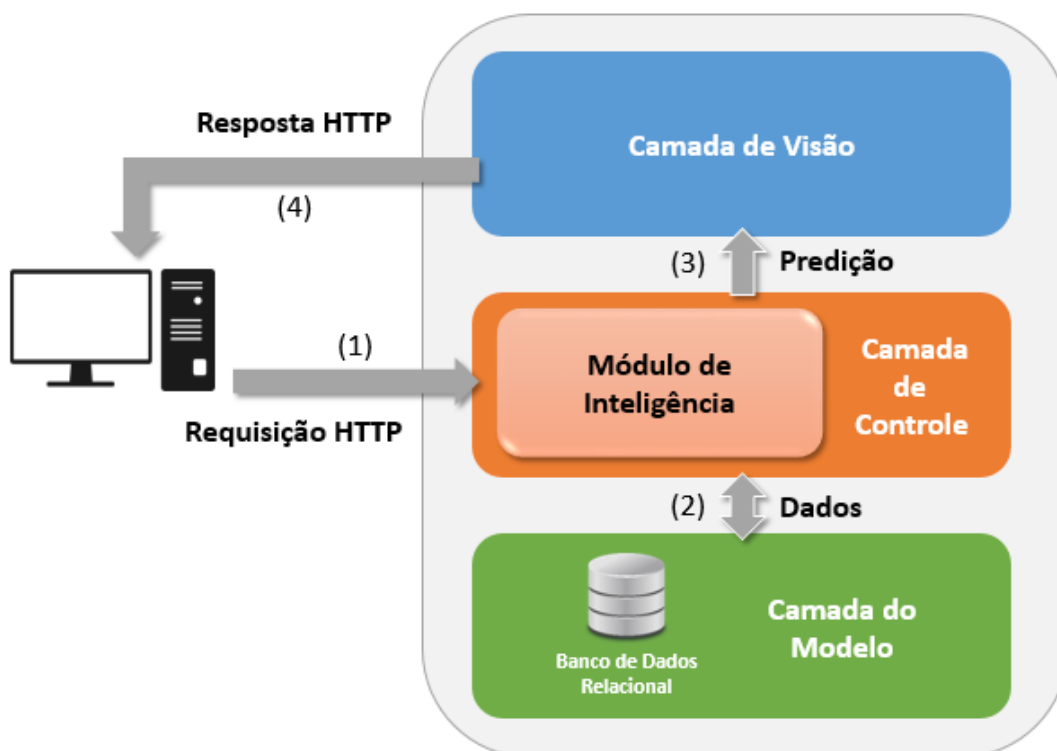 Resposta HTTP
(4)
Camada de Visão
(3)
Predição
(1)
Requisição HTTP
Módulo de
Inteligência
Camada
de
Controle
(2)
Dados
Banco de Dados
Relacional
Camada do
Modelo